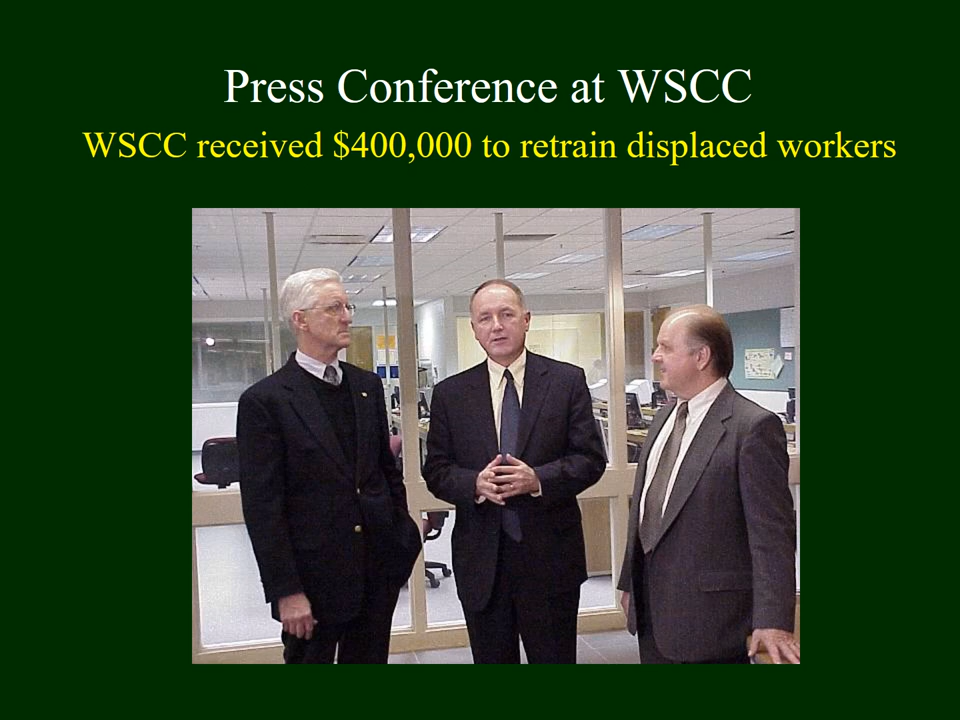 Press Conference at WSCC
WSCC received $400,000 to retrain displaced workers